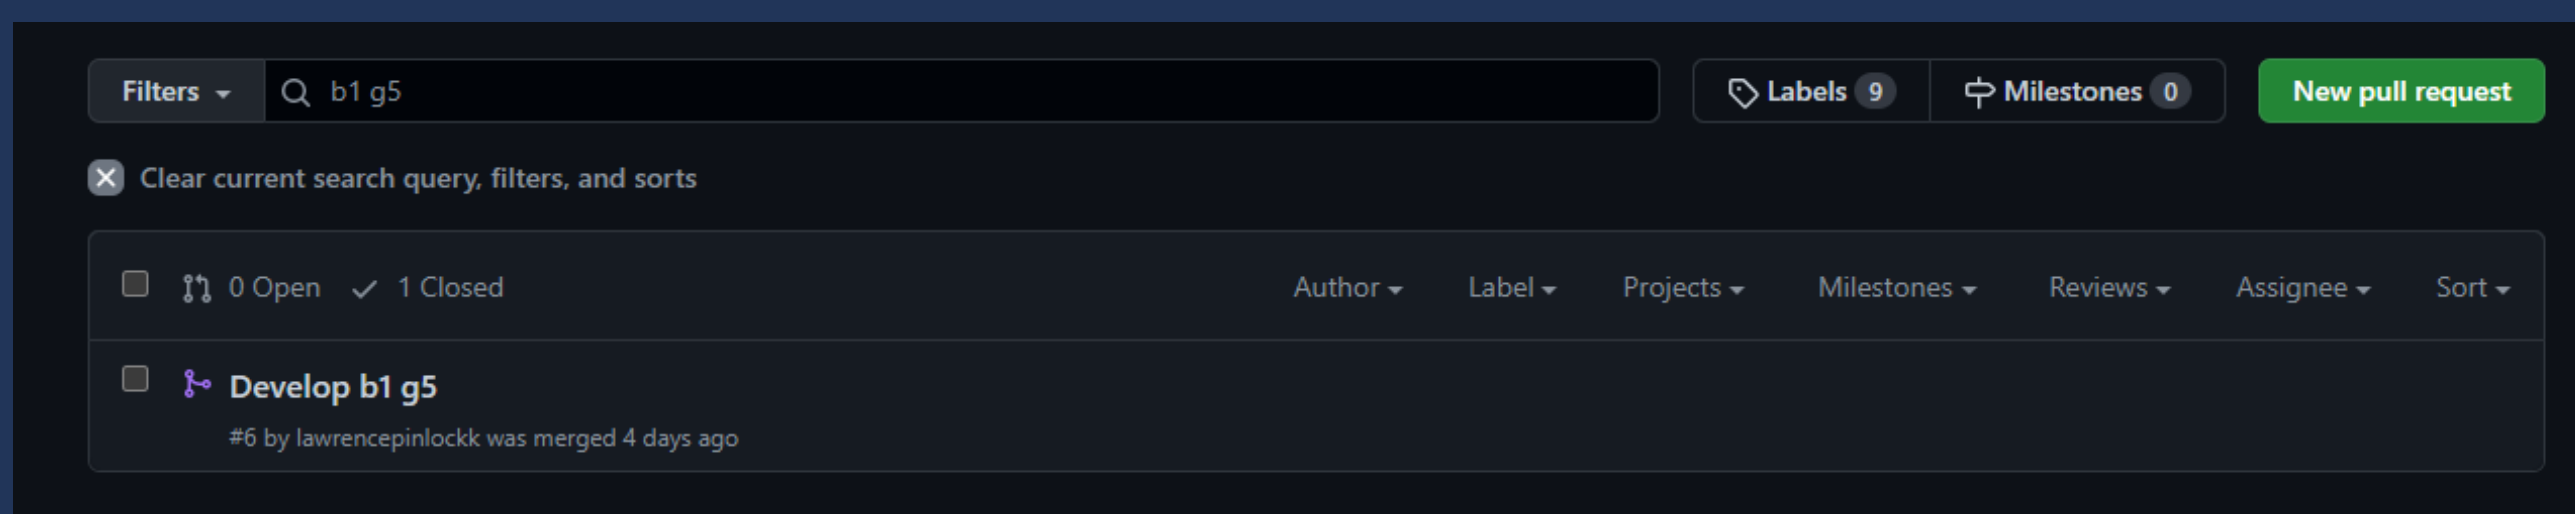 Filters b1 g5 Labels 9 Milestones 0 New pull request
Clear current search query, filters, and sorts
0 Open 1 Closed Author Label Projects Milestones Reviews Assignee Sort
Develop b1 g5
#6 by lawrencepinlockk was merged 4 days ago